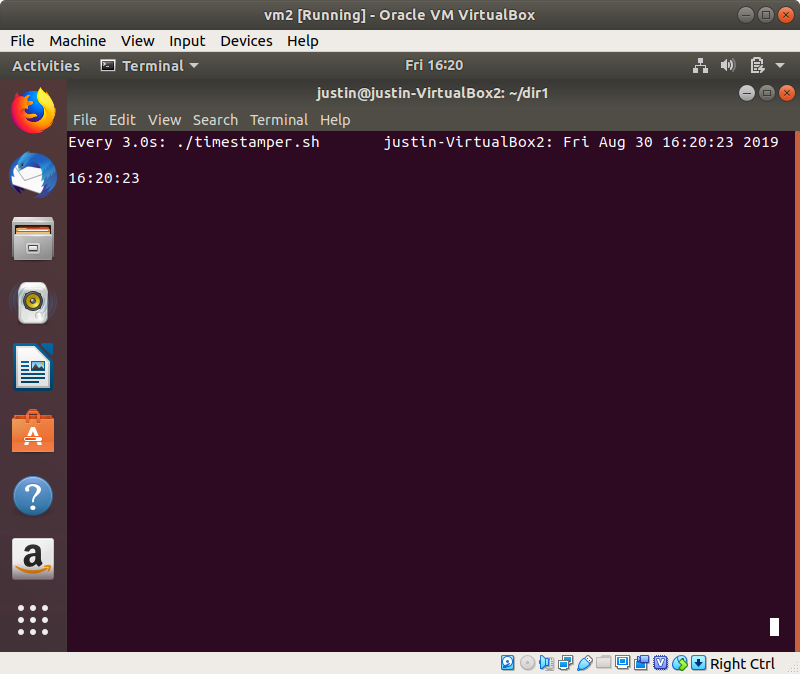 vm2 [Running] - Oracle VM VirtualBox
File Machine View Input Devices Help
Activities Terminal Fri 16:20
justin@justin-VirtualBox2: ~/dir1
File Edit View Search Terminal Help
Every 3.0s: ./timestamper.sh justin-VirtualBox2: Fri Aug 30 16:20:23 2019
16:20:23
A
?
a
V
Right Ctrl